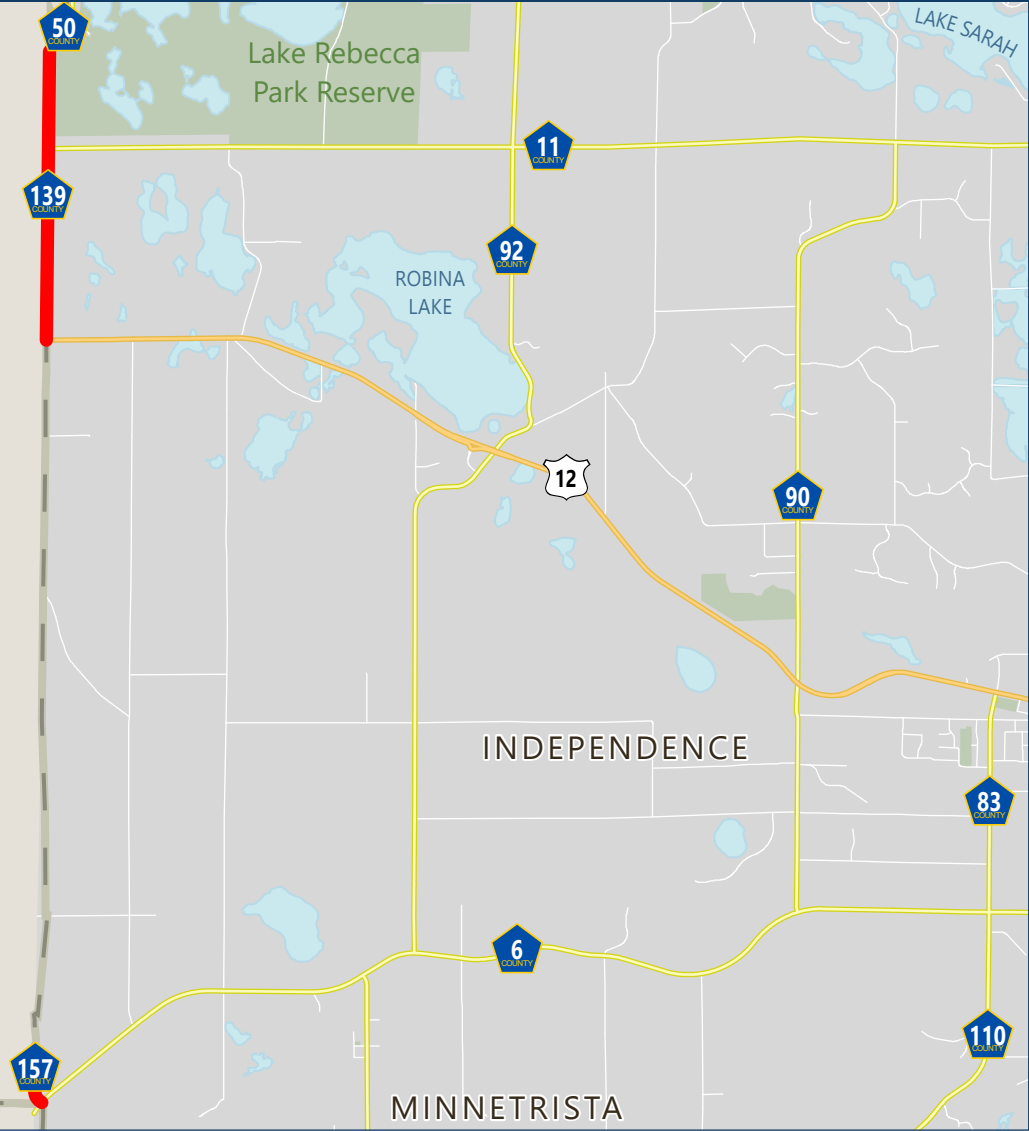 50
COUNTY
LAKE SARAH
Lake Rebecca
Park Reserve
11
COUNTY
139
COUNTY
92
COUNTY
ROBINA
LAKE
12
90
COUNTY
INDEPENDENCE
83
COUNTY
6
COUNTY
110
COUNTY
157
COUNTY
MINNETRISTA